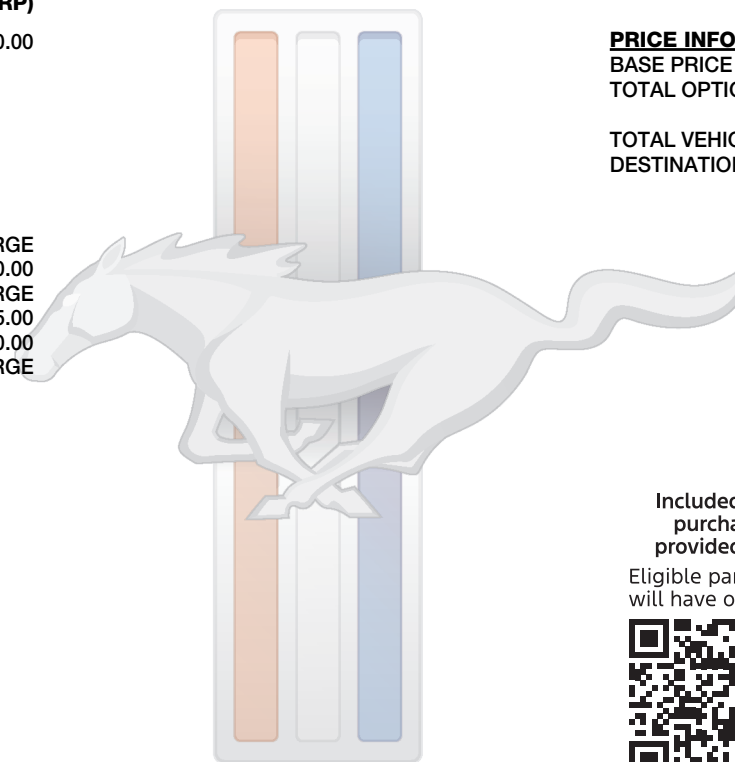 RP)
0.00
RGE
0.00
RGE
5.00
0.00
RGE
PRICE INFO
BASE PRICE
TOTAL OPTIO
TOTAL VEHIC
DESTINATION
Included
purcha
provided
Eligible par
will have o